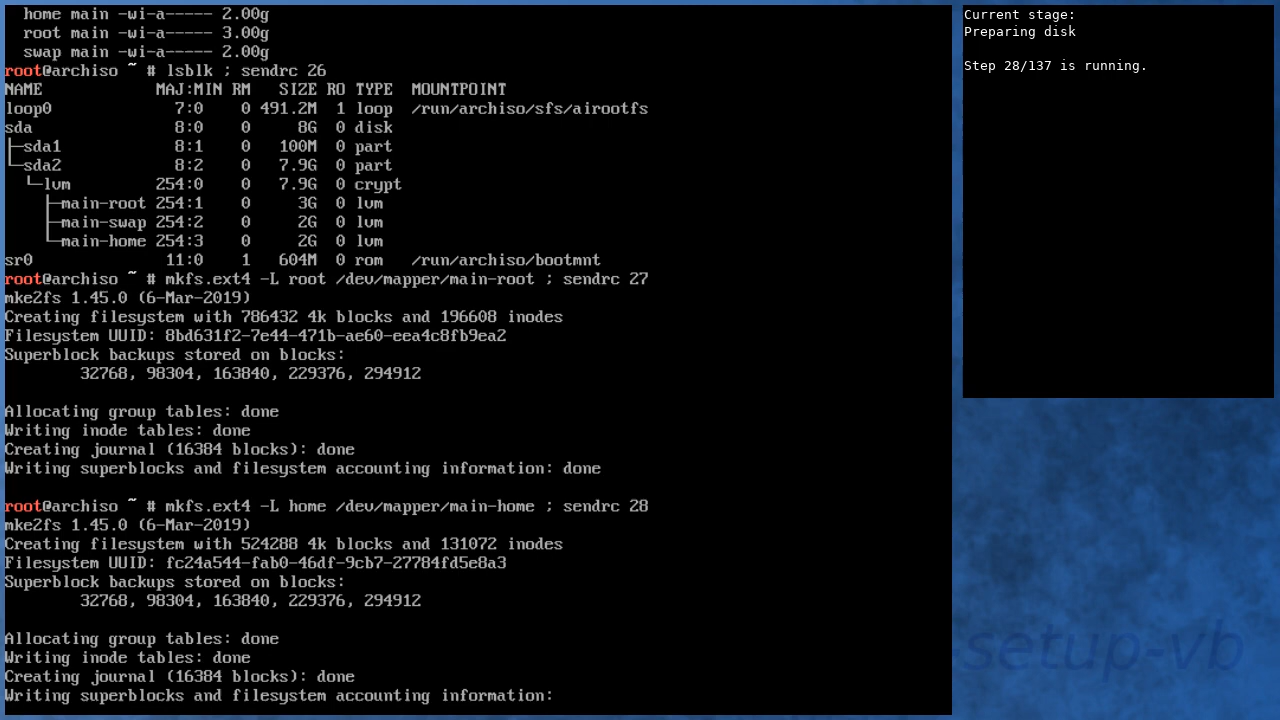 home main -wi-a----- 2.00g
  root main -wi-a----- 3.00g
  swap main -wi-a----- 2.00g
root@archiso ~ # lsblk ; sendrc 26
NAME            MAJ:MIN RM   SIZE RO TYPE  MOUNTPOINT
loop0             7:0    0 491.2M  1 loop  /run/archiso/sfs/airootfs
sda               8:0    0     8G  0 disk
├─sda1            8:1    0   100M  0 part
└─sda2            8:2    0   7.9G  0 part
  └─lvm         254:0    0   7.9G  0 crypt
    ├─main-root 254:1    0     3G  0 lvm
    ├─main-swap 254:2    0     2G  0 lvm
    └─main-home 254:3    0     2G  0 lvm
sr0              11:0    1   604M  0 rom   /run/archiso/bootmnt
root@archiso ~ # mkfs.ext4 -L root /dev/mapper/main-root ; sendrc 27
mke2fs 1.45.0 (6-Mar-2019)
Creating filesystem with 786432 4k blocks and 196608 inodes
Filesystem UUID: 8bd631f2-7e44-471b-ae60-eea4c8fb9ea2
Superblock backups stored on blocks:
        32768, 98304, 163840, 229376, 294912

Allocating group tables: done
Writing inode tables: done
Creating journal (16384 blocks): done
Writing superblocks and filesystem accounting information: done

root@archiso ~ # mkfs.ext4 -L home /dev/mapper/main-home ; sendrc 28
mke2fs 1.45.0 (6-Mar-2019)
Creating filesystem with 524288 4k blocks and 131072 inodes
Filesystem UUID: fc24a544-fab0-46df-9cb7-27784fd5e8a3
Superblock backups stored on blocks:
        32768, 98304, 163840, 229376, 294912

Allocating group tables: done
Writing inode tables: done
Creating journal (16384 blocks): done
Writing superblocks and filesystem accounting information:
Current stage:
Preparing disk

Step 28/137 is running.
setup-vb